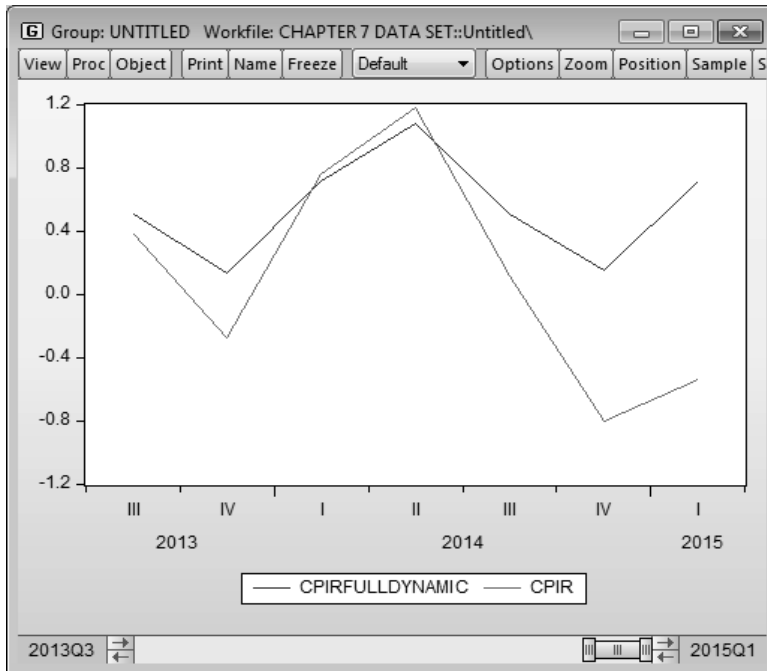 G Group: UNTITLED Workfile: CHAPTER 7 DATA SET::Untitled\
View Proc Object Print Name Freeze Default Options Zoom Position Sample S
1.2
0.8
0.4
0.0
-0.4
-0.8
-1.2
III IV I II III IV I
2013 2014 2015
CPIRFULLDYNAMIC CPIR
2013Q3 2015Q1